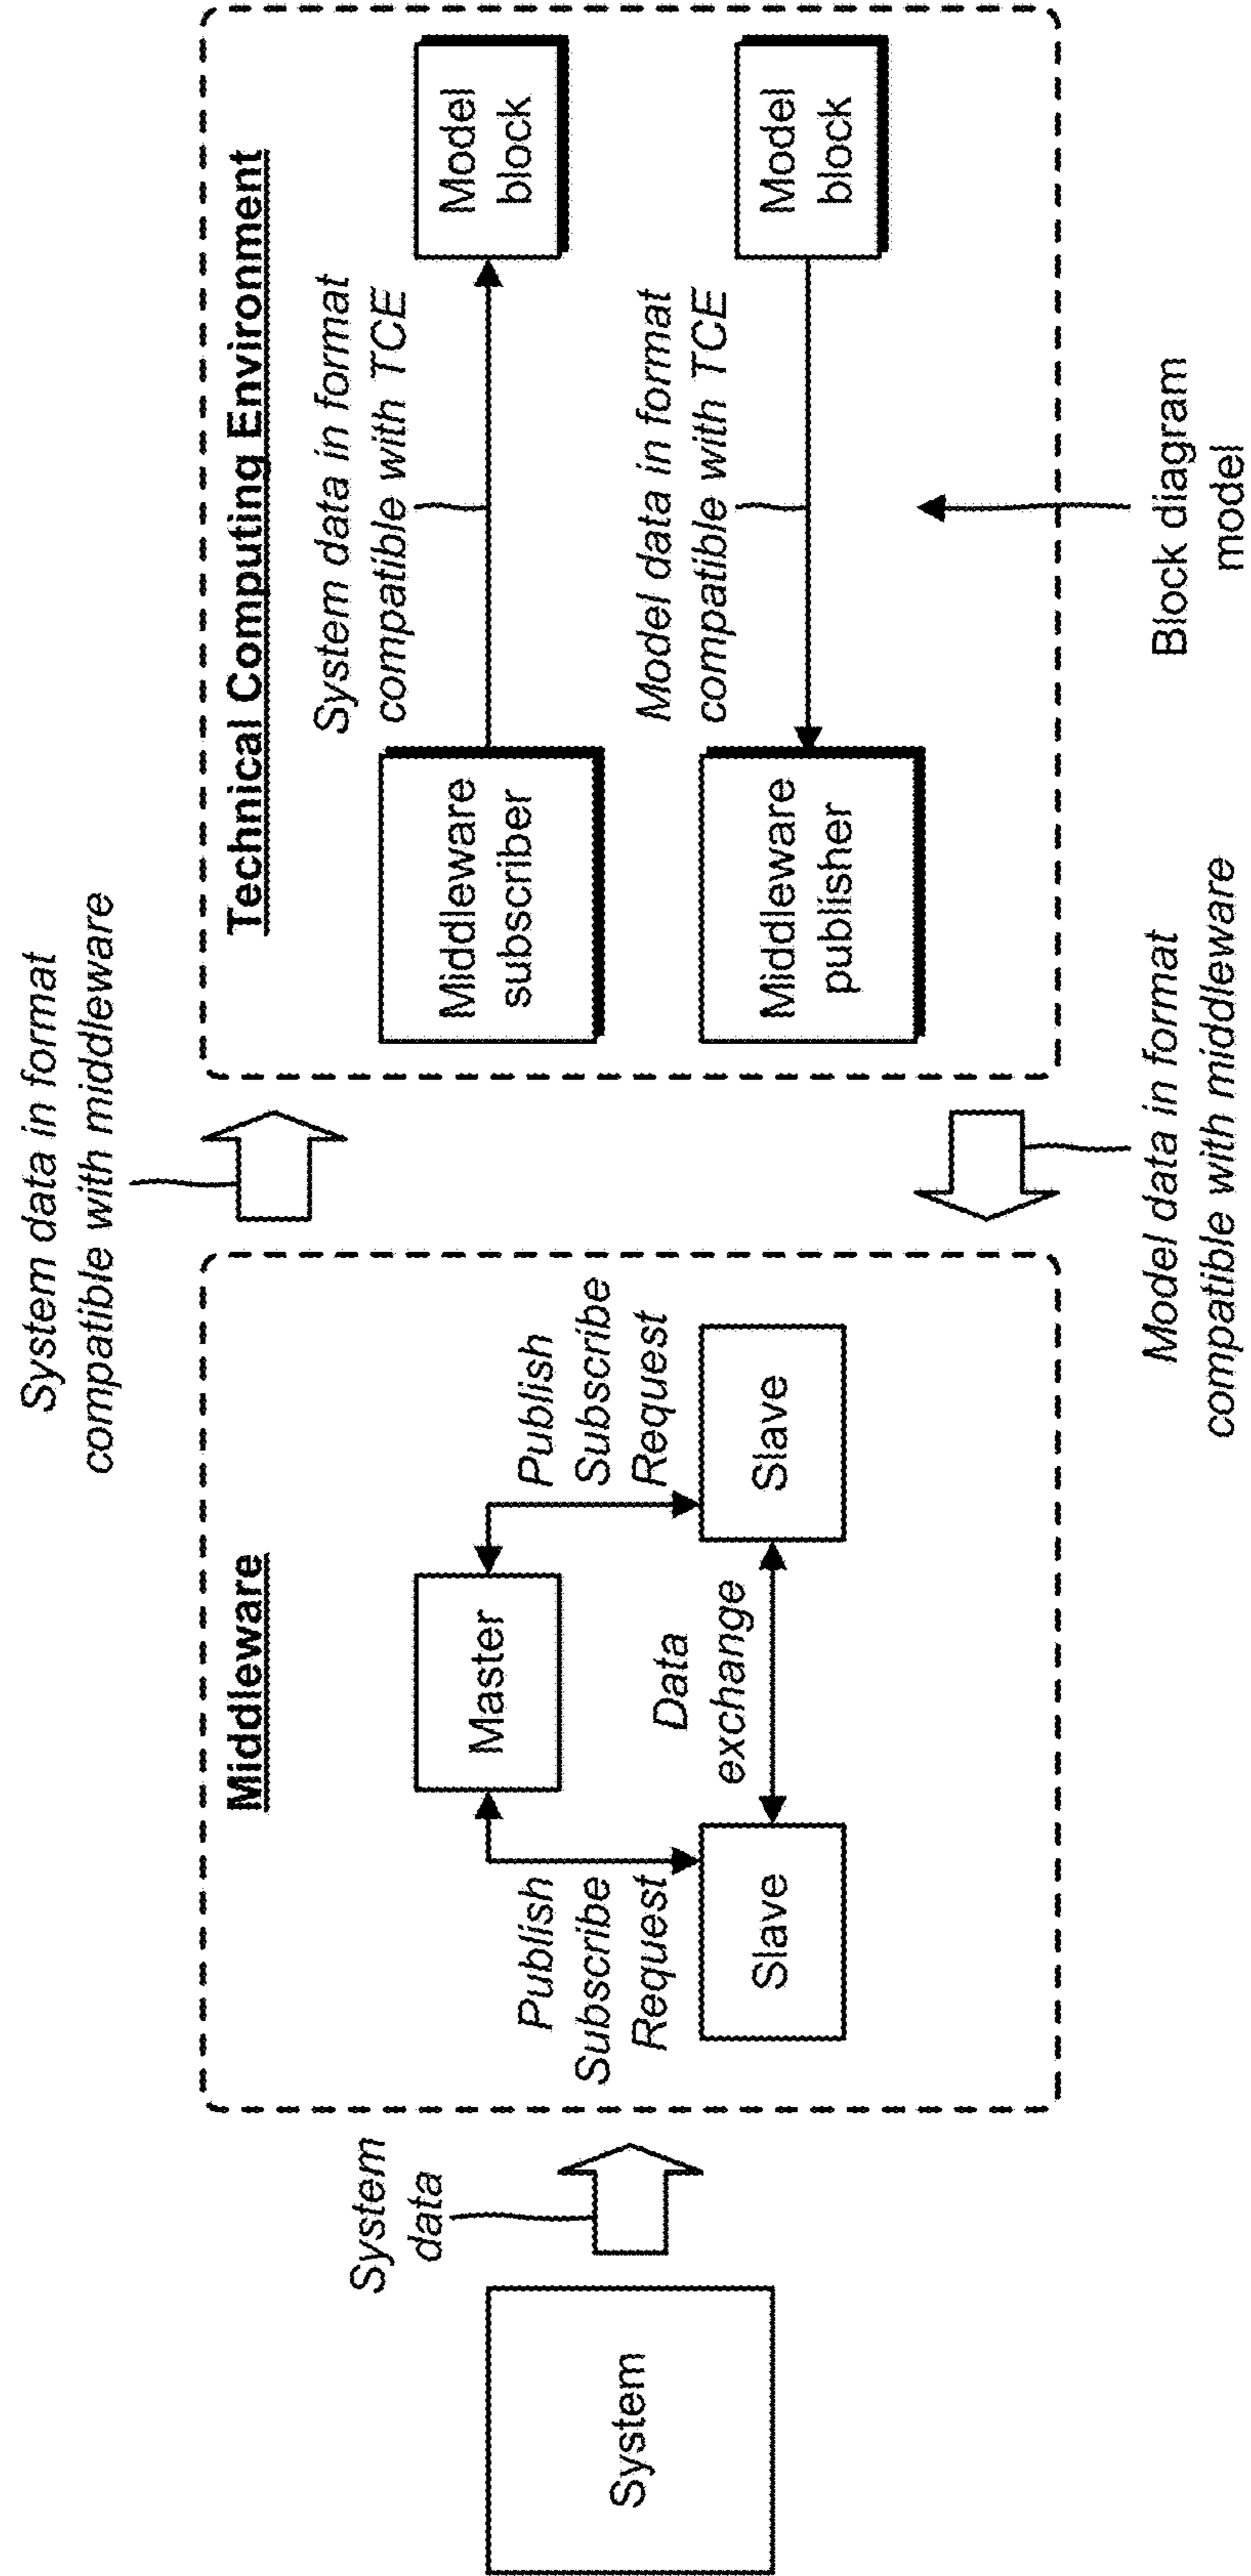 System data in format
compatible with middleware
System
System
data
Middleware
Publish
Subscribe
Request
Master
Publish
Subscribe
Request
Slave
Data
exchange
Slave
Technical Computing Environment
Middleware
subscriber
System data in format
compatible with TCE
Model
block
Middleware
publisher
Model data in format
compatible with TCE
Model
block
Model data in format
compatible with middleware
Block diagram
model